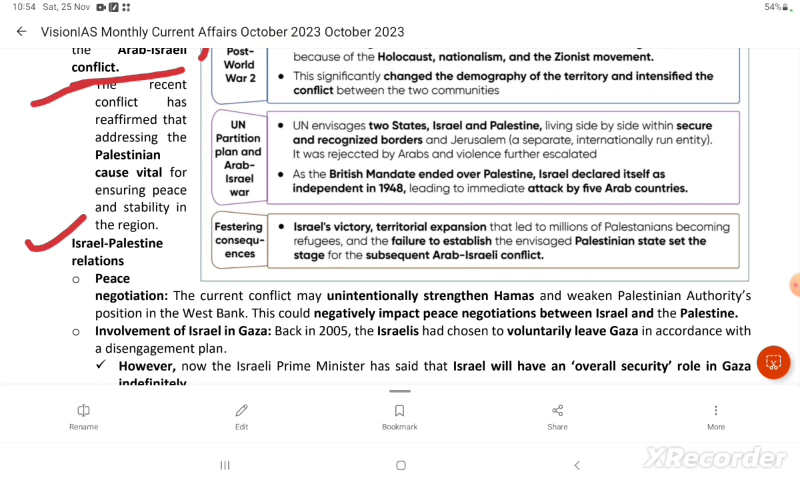 10:54 Sat, 25 Nov
54%
VisionIAS Monthly Current Affairs October 2023 October 2023
the Arab-Israeli
conflict.
The recent
conflict has
reaffirmed that
addressing the
Palestinian
cause vital for
ensuring peace
and stability in
the region.
Post-
World
War 2
because of the Holocaust, nationalism, and the Zionist movement.
• This significantly changed the demography of the territory and intensified the
conflict between the two communities
UN
Partition
plan and
Arab-
Israel
war
• UN envisages two States, Israel and Palestine, living side by side within secure
and recognized borders and Jerusalem (a separate, internationally run entity).
It was rejeccted by Arabs and violence further escalated
• As the British Mandate ended over Palestine, Israel declared itself as
independent in 1948, leading to immediate attack by five Arab countries.
Festering
consequ-
ences
• Israel's victory, territorial expansion that led to millions of Palestanians becoming
refugees, and the failure to establish the envisaged Palestinian state set the
stage for the subsequent Arab-Israeli conflict.
Israel-Palestine
relations
o Peace
negotiation: The current conflict may unintentionally strengthen Hamas and weaken Palestinian Authority's
position in the West Bank. This could negatively impact peace negotiations between Israel and the Palestine.
o Involvement of Israel in Gaza: Back in 2005, the Israelis had chosen to voluntarily leave Gaza in accordance with
a disengagement plan.
✓ However, now the Israeli Prime Minister has said that Israel will have an 'overall security' role in Gaza
indefinitely
Rename
Edit
Bookmark
Share
More
XRecorder